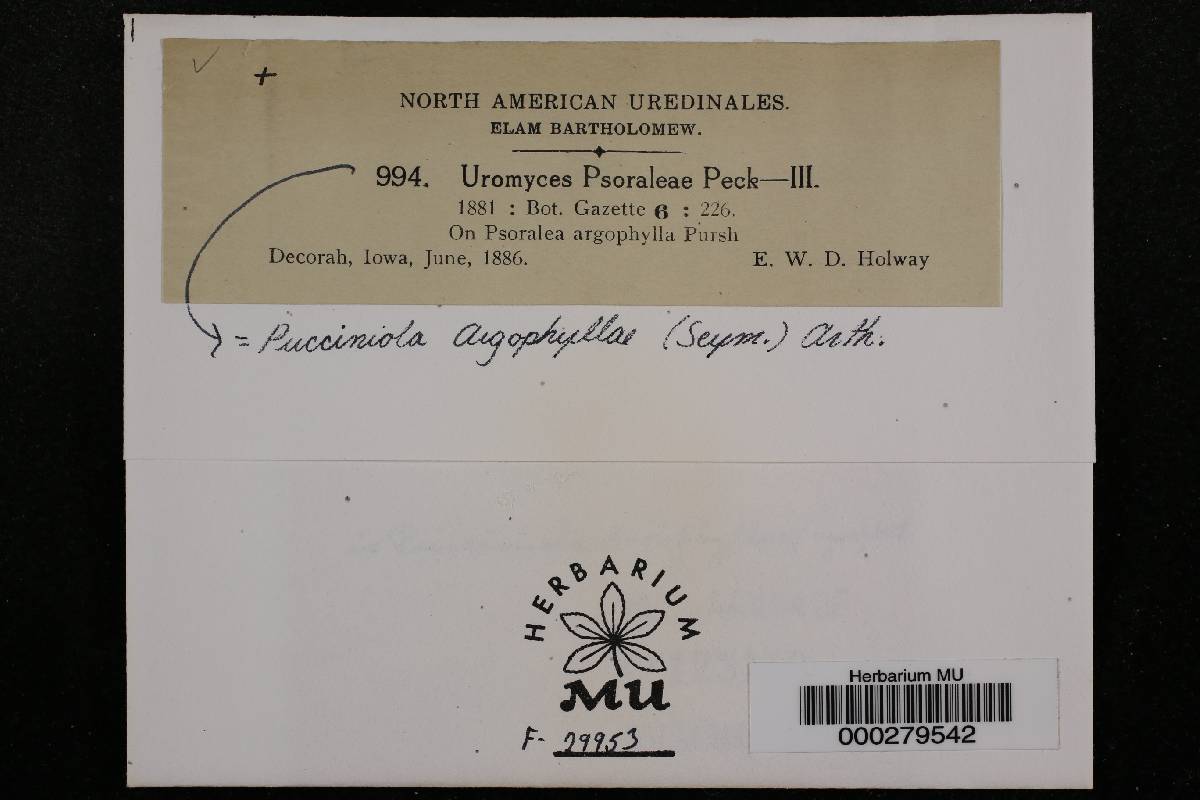 ✓ +
NORTH AMERICAN UREDINALES.
ELAM BARTHOLOMEW.
994. Uromyces Psoraleae Peck—III.
1881 : Bot. Gazette 6 : 226.
On Psoralea argophylla Pursh
Decorah, Iowa, June, 1886. E. W. D. Holway
= Pucciniola argophyllae (Seym.) Arth.
HERBARIUM
MU
F- 29953
Herbarium MU
000279542